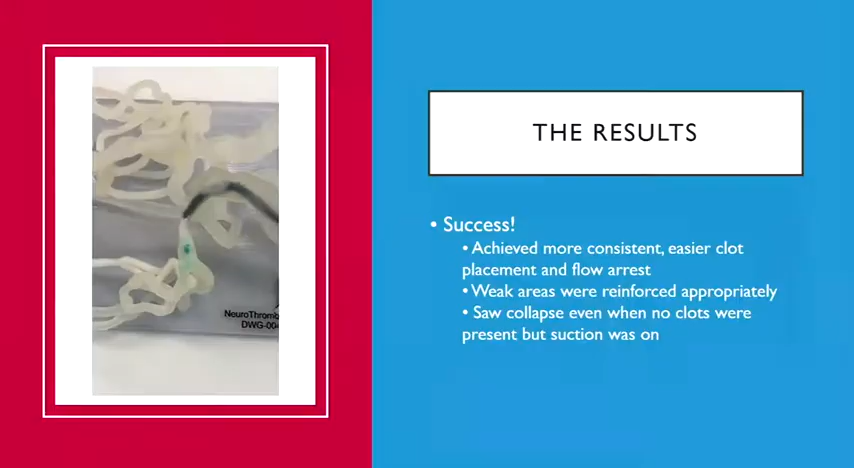 THE RESULTS
• Success!
• Achieved more consistent, easier clot
placement and flow arrest
• Weak areas were reinforced appropriately
• Saw collapse even when no clots were
present but suction was on
NeuroThromb
DWG-004